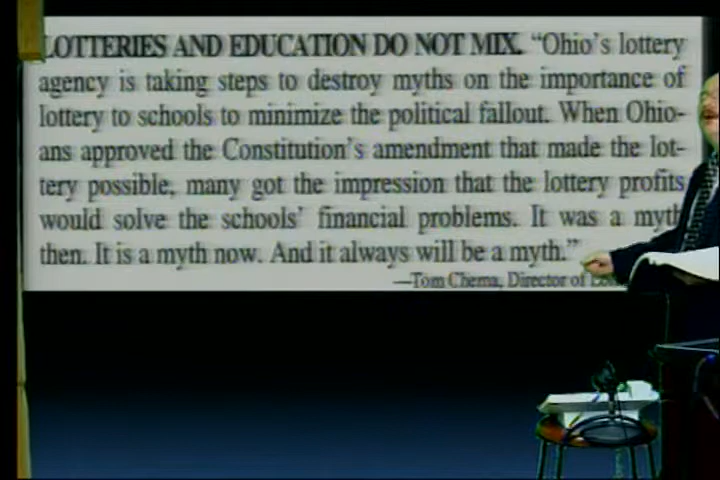 LOTTERIES AND EDUCATION DO NOT MIX. “Ohio’s lottery
agency is taking steps to destroy myths on the importance of
lottery to schools to minimize the political fallout. When Ohio-
ans approved the Constitution’s amendment that made the lot-
tery possible, many got the impression that the lottery profits
would solve the schools’ financial problems. It was a myth
then. It is a myth now. And it always will be a myth.”
—Tom Chema, Director of